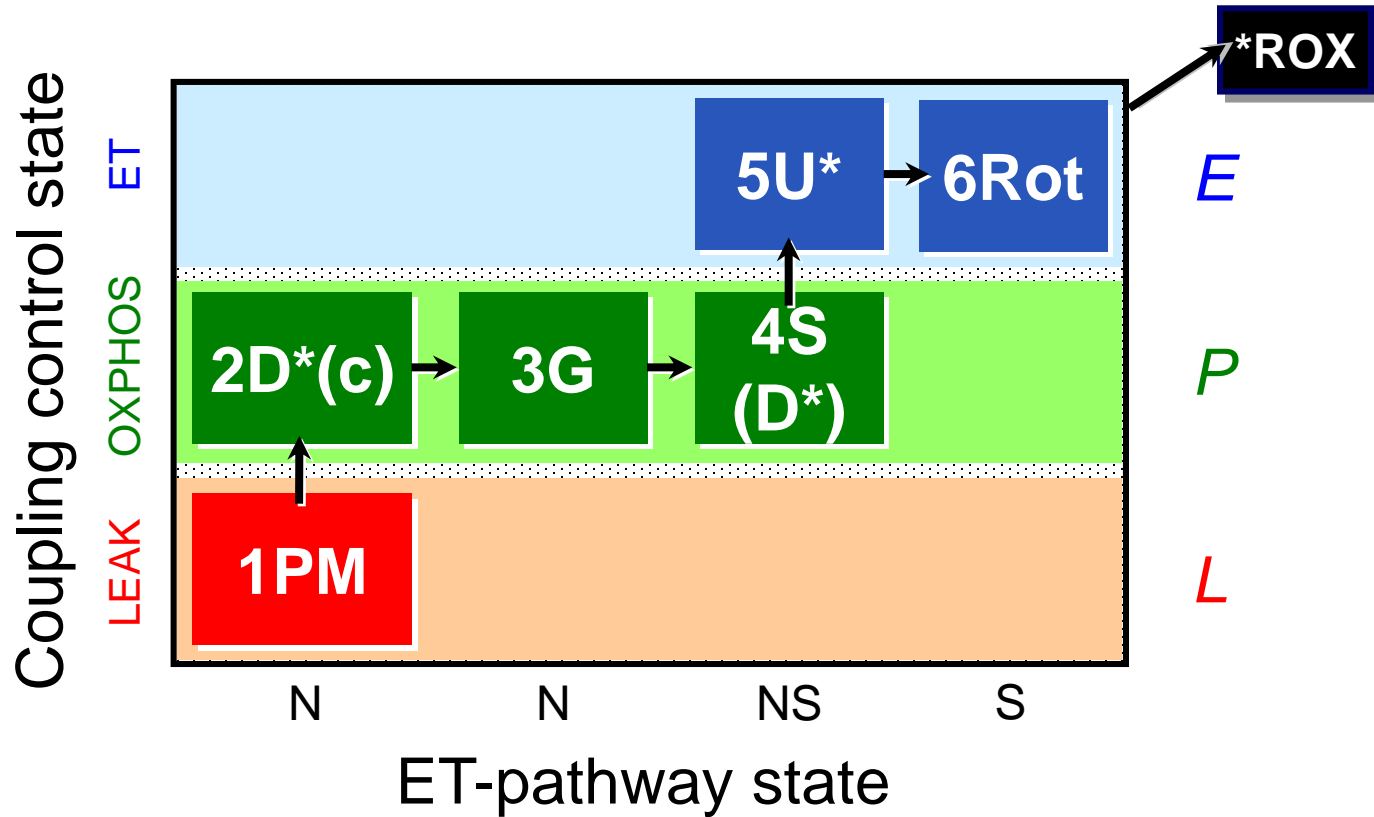 *ROX
Coupling control state
ET
5U*
6Rot
E
OXPHOS
2D*(c)
3G
4S
(D*)
P
LEAK
1PM
L
N
N
NS
S
ET-pathway state